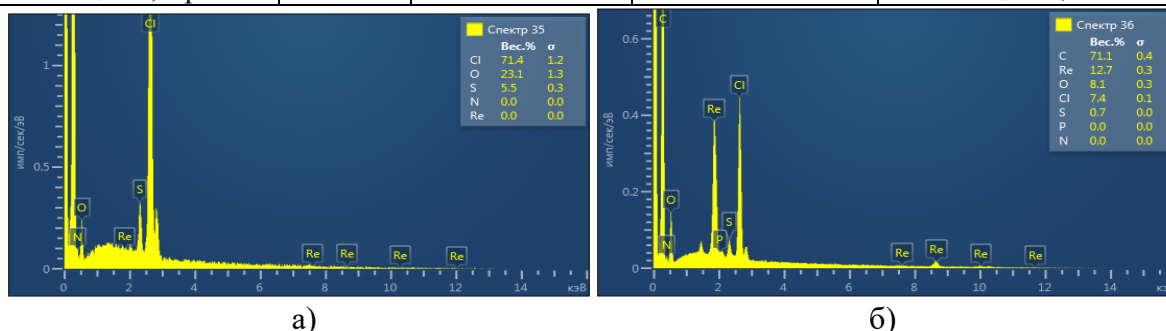 Cl
Спектр 35
Вес.% σ
Cl 71.4 1.2
O 23.1 1.3
S 5.5 0.3
N 0.0 0.0
Re 0.0 0.0
1
0.5
0
имп/сек/эВ
S
O
N Re Re Re Re Re
0 2 4 6 8 10 12 14 кэВ
а)
C
Спектр 36
Вес.% σ
C 71.1 0.4
Re 12.7 0.3
O 8.1 0.3
Cl 7.4 0.1
S 0.7 0.0
P 0.0 0.0
N 0.0 0.0
0.6
0.4
0.2
0
имп/сек/эВ
Cl
Re
O
S
N P Re Re Re Re
0 2 4 6 8 10 12 14 кэВ
б)